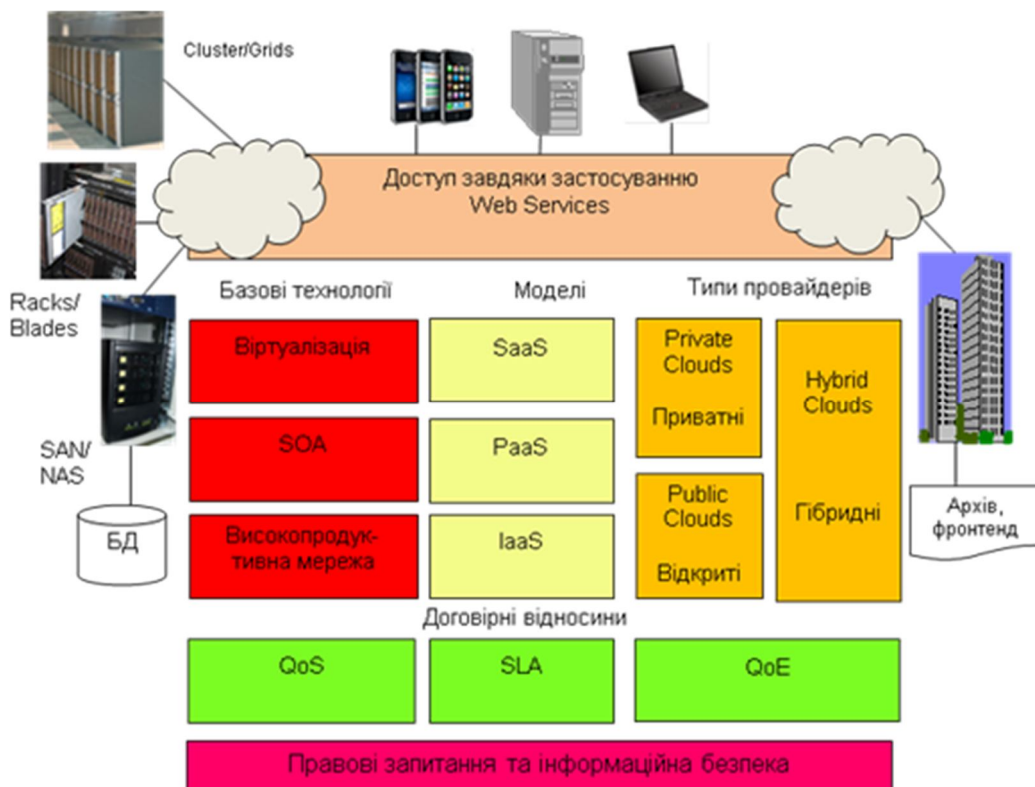 Cluster/Grids
Доступ завдяки застосуванню
Web Services
Racks/
Blades
SAN/
NAS
БД
Базові технології
Віртуалізація
SOA
Високопродук-
тивна мережа
Моделі
SaaS
PaaS
IaaS
Типи провайдерів
Private
Clouds
Приватні
Public
Clouds
Відкриті
Hybrid
Clouds
Гібридні
Архів,
фронтенд
Договірні відносини
QoS
SLA
QoE
Правові запитання та інформаційна безпека